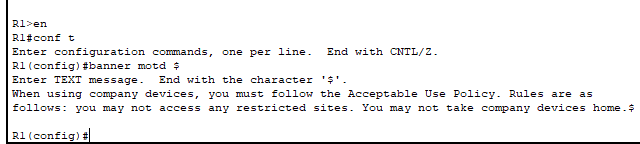 R1>en
R1#conf t
Enter configuration commands, one per line.  End with CNTL/Z.
R1(config)#banner motd $
Enter TEXT message.  End with the character '$'.
When using company devices, you must follow the Acceptable Use Policy. Rules are as
follows: you may not access any restricted sites. You may not take company devices home.$
R1(config)#